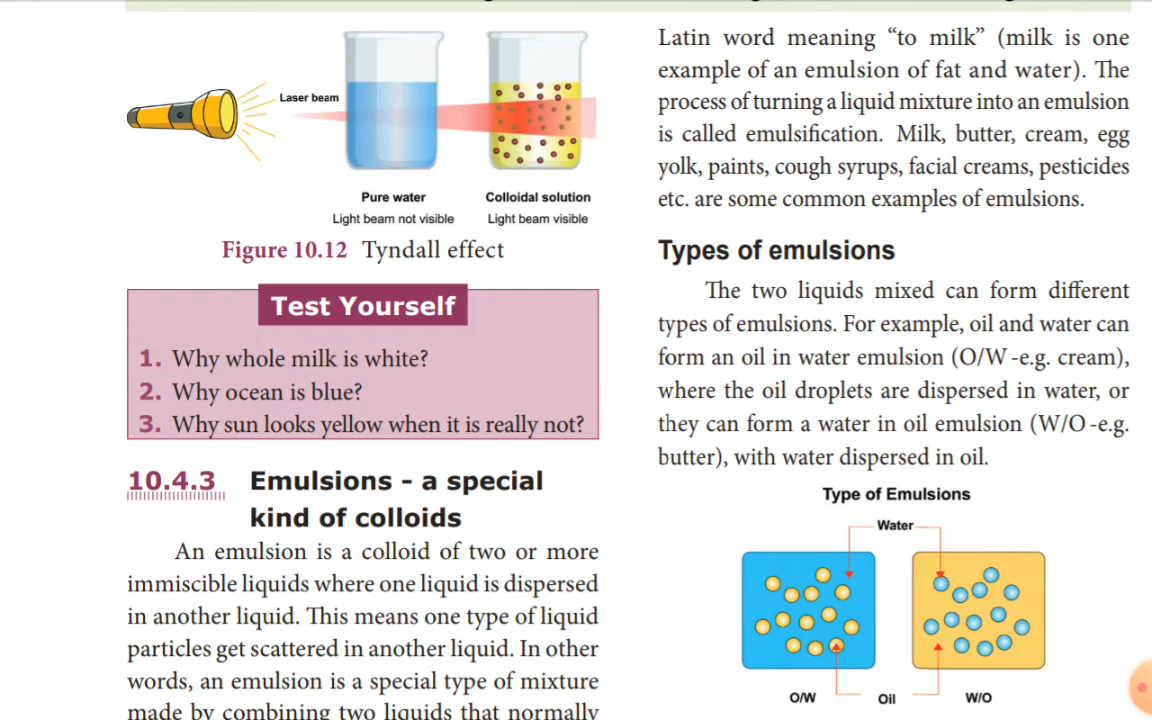 Laser beam
Pure water
Colloidal solution
Light beam not visible
Light beam visible
Figure 10.12 Tyndall effect
Test Yourself
1. Why whole milk is white?
2. Why ocean is blue?
3. Why sun looks yellow when it is really not?
10.4.3 Emulsions - a special
kind of colloids
An emulsion is a colloid of two or more
immiscible liquids where one liquid is dispersed
in another liquid. This means one type of liquid
particles get scattered in another liquid. In other
words, an emulsion is a special type of mixture
made by combining two liquids that normally
Latin word meaning “to milk” (milk is one
example of an emulsion of fat and water). The
process of turning a liquid mixture into an emulsion
is called emulsification. Milk, butter, cream, egg
yolk, paints, cough syrups, facial creams, pesticides
etc. are some common examples of emulsions.
Types of emulsions
The two liquids mixed can form different
types of emulsions. For example, oil and water can
form an oil in water emulsion (O/W -e.g. cream),
where the oil droplets are dispersed in water, or
they can form a water in oil emulsion (W/O -e.g.
butter), with water dispersed in oil.
Type of Emulsions
Water
O/W
Oil
W/O